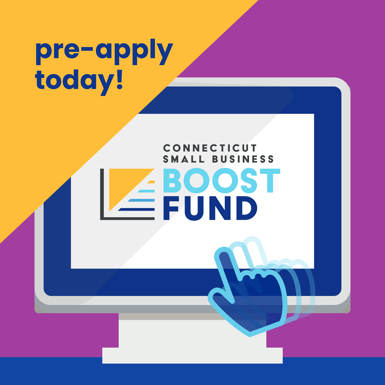 pre-apply
today!
CONNECTICUT
SMALL BUSINESS
BOOST
FUND